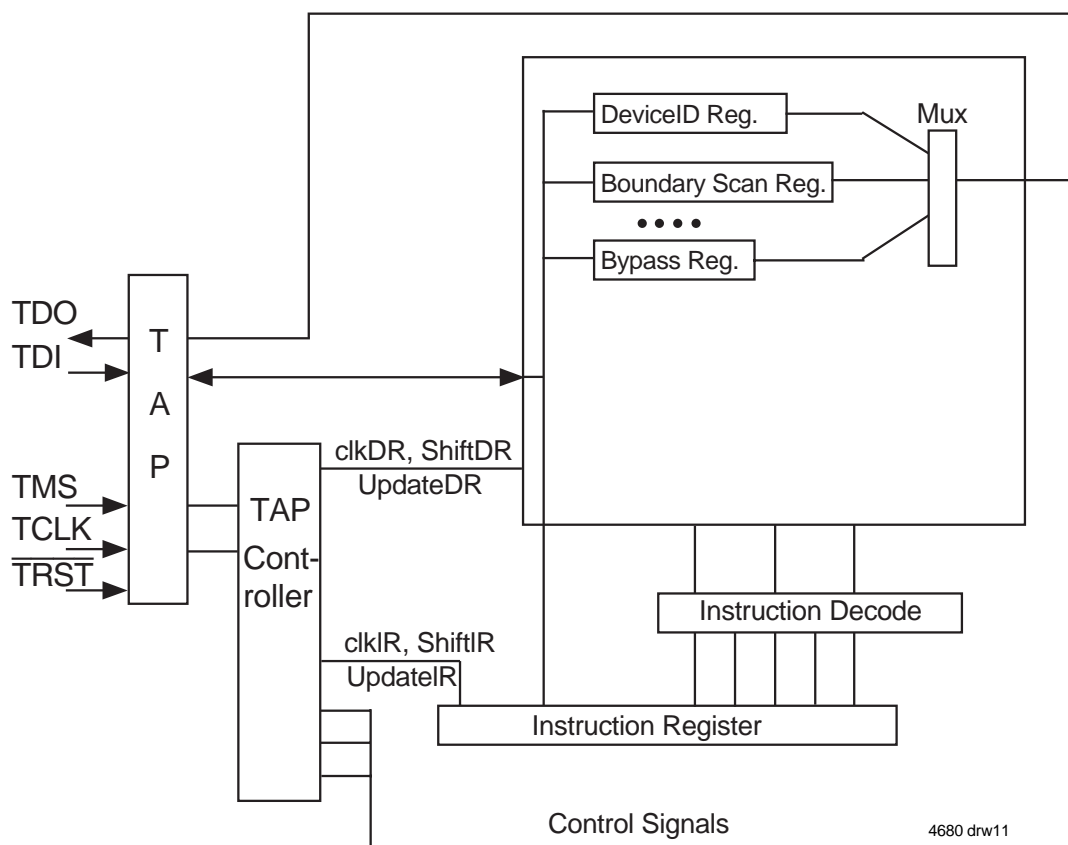 DeviceID Reg.
Mux
Boundary Scan Reg.
Bypass Reg.
TDO
TDI
T
A
P
TMS
TCLK
TRST
clkDR, ShiftDR
UpdateDR
TAP
Cont-
roller
Instruction Decode
clkIR, ShiftIR
UpdateIR
Instruction Register
Control Signals
4680 drw11